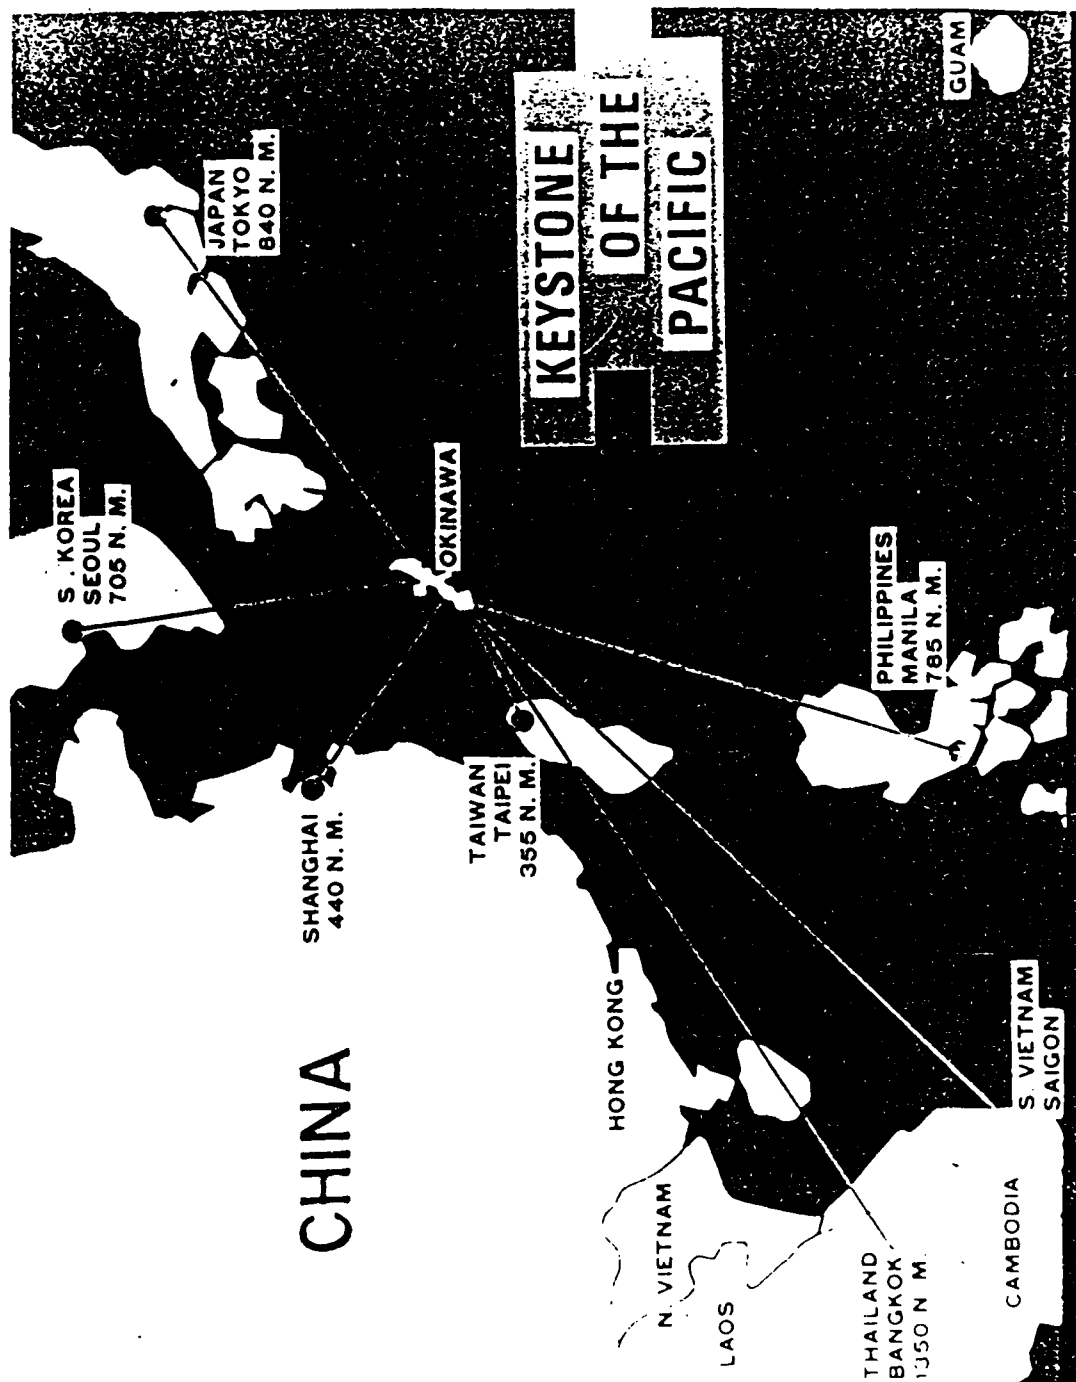 S. KOREA
SEOUL
705 N. M.
JAPAN
TOKYO
840 N. M.
CHINA
SHANGHAI
440 N. M.
OKINAWA
TAIWAN
TAIPEI
355 N. M.
KEYSTONE
OF THE
PACIFIC
HONG KONG
N. VIETNAM
LAOS
THAILAND
BANGKOK
1350 N M.
PHILIPPINES
MANILA
785 N. M.
GUAM
CAMBODIA
S. VIETNAM
SAIGON